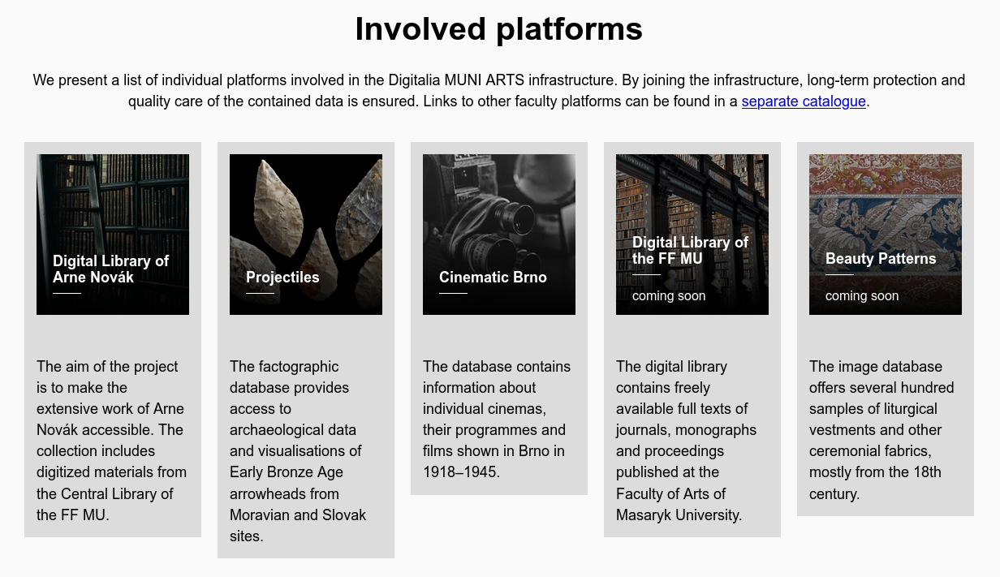 Involved platforms
We present a list of individual platforms involved in the Digitalia MUNI ARTS infrastructure. By joining the infrastructure, long-term protection and
quality care of the contained data is ensured. Links to other faculty platforms can be found in a separate catalogue.
Digital Library of
Arne Novák
The aim of the project
is to make the
extensive work of Arne
Novák accessible. The
collection includes
digitized materials from
the Central Library of
the FF MU.
Projectiles
The factographic
database provides
access to
archaeological data
and visualisations of
Early Bronze Age
arrowheads from
Moravian and Slovak
sites.
Cinematic Brno
The database contains
information about
individual cinemas,
their programmes and
films shown in Brno in
1918–1945.
Digital Library of
the FF MU
coming soon
The digital library
contains freely
available full texts of
journals, monographs
and proceedings
published at the
Faculty of Arts of
Masaryk University.
Beauty Patterns
coming soon
The image database
offers several hundred
samples of liturgical
vestments and other
ceremonial fabrics,
mostly from the 18th
century.